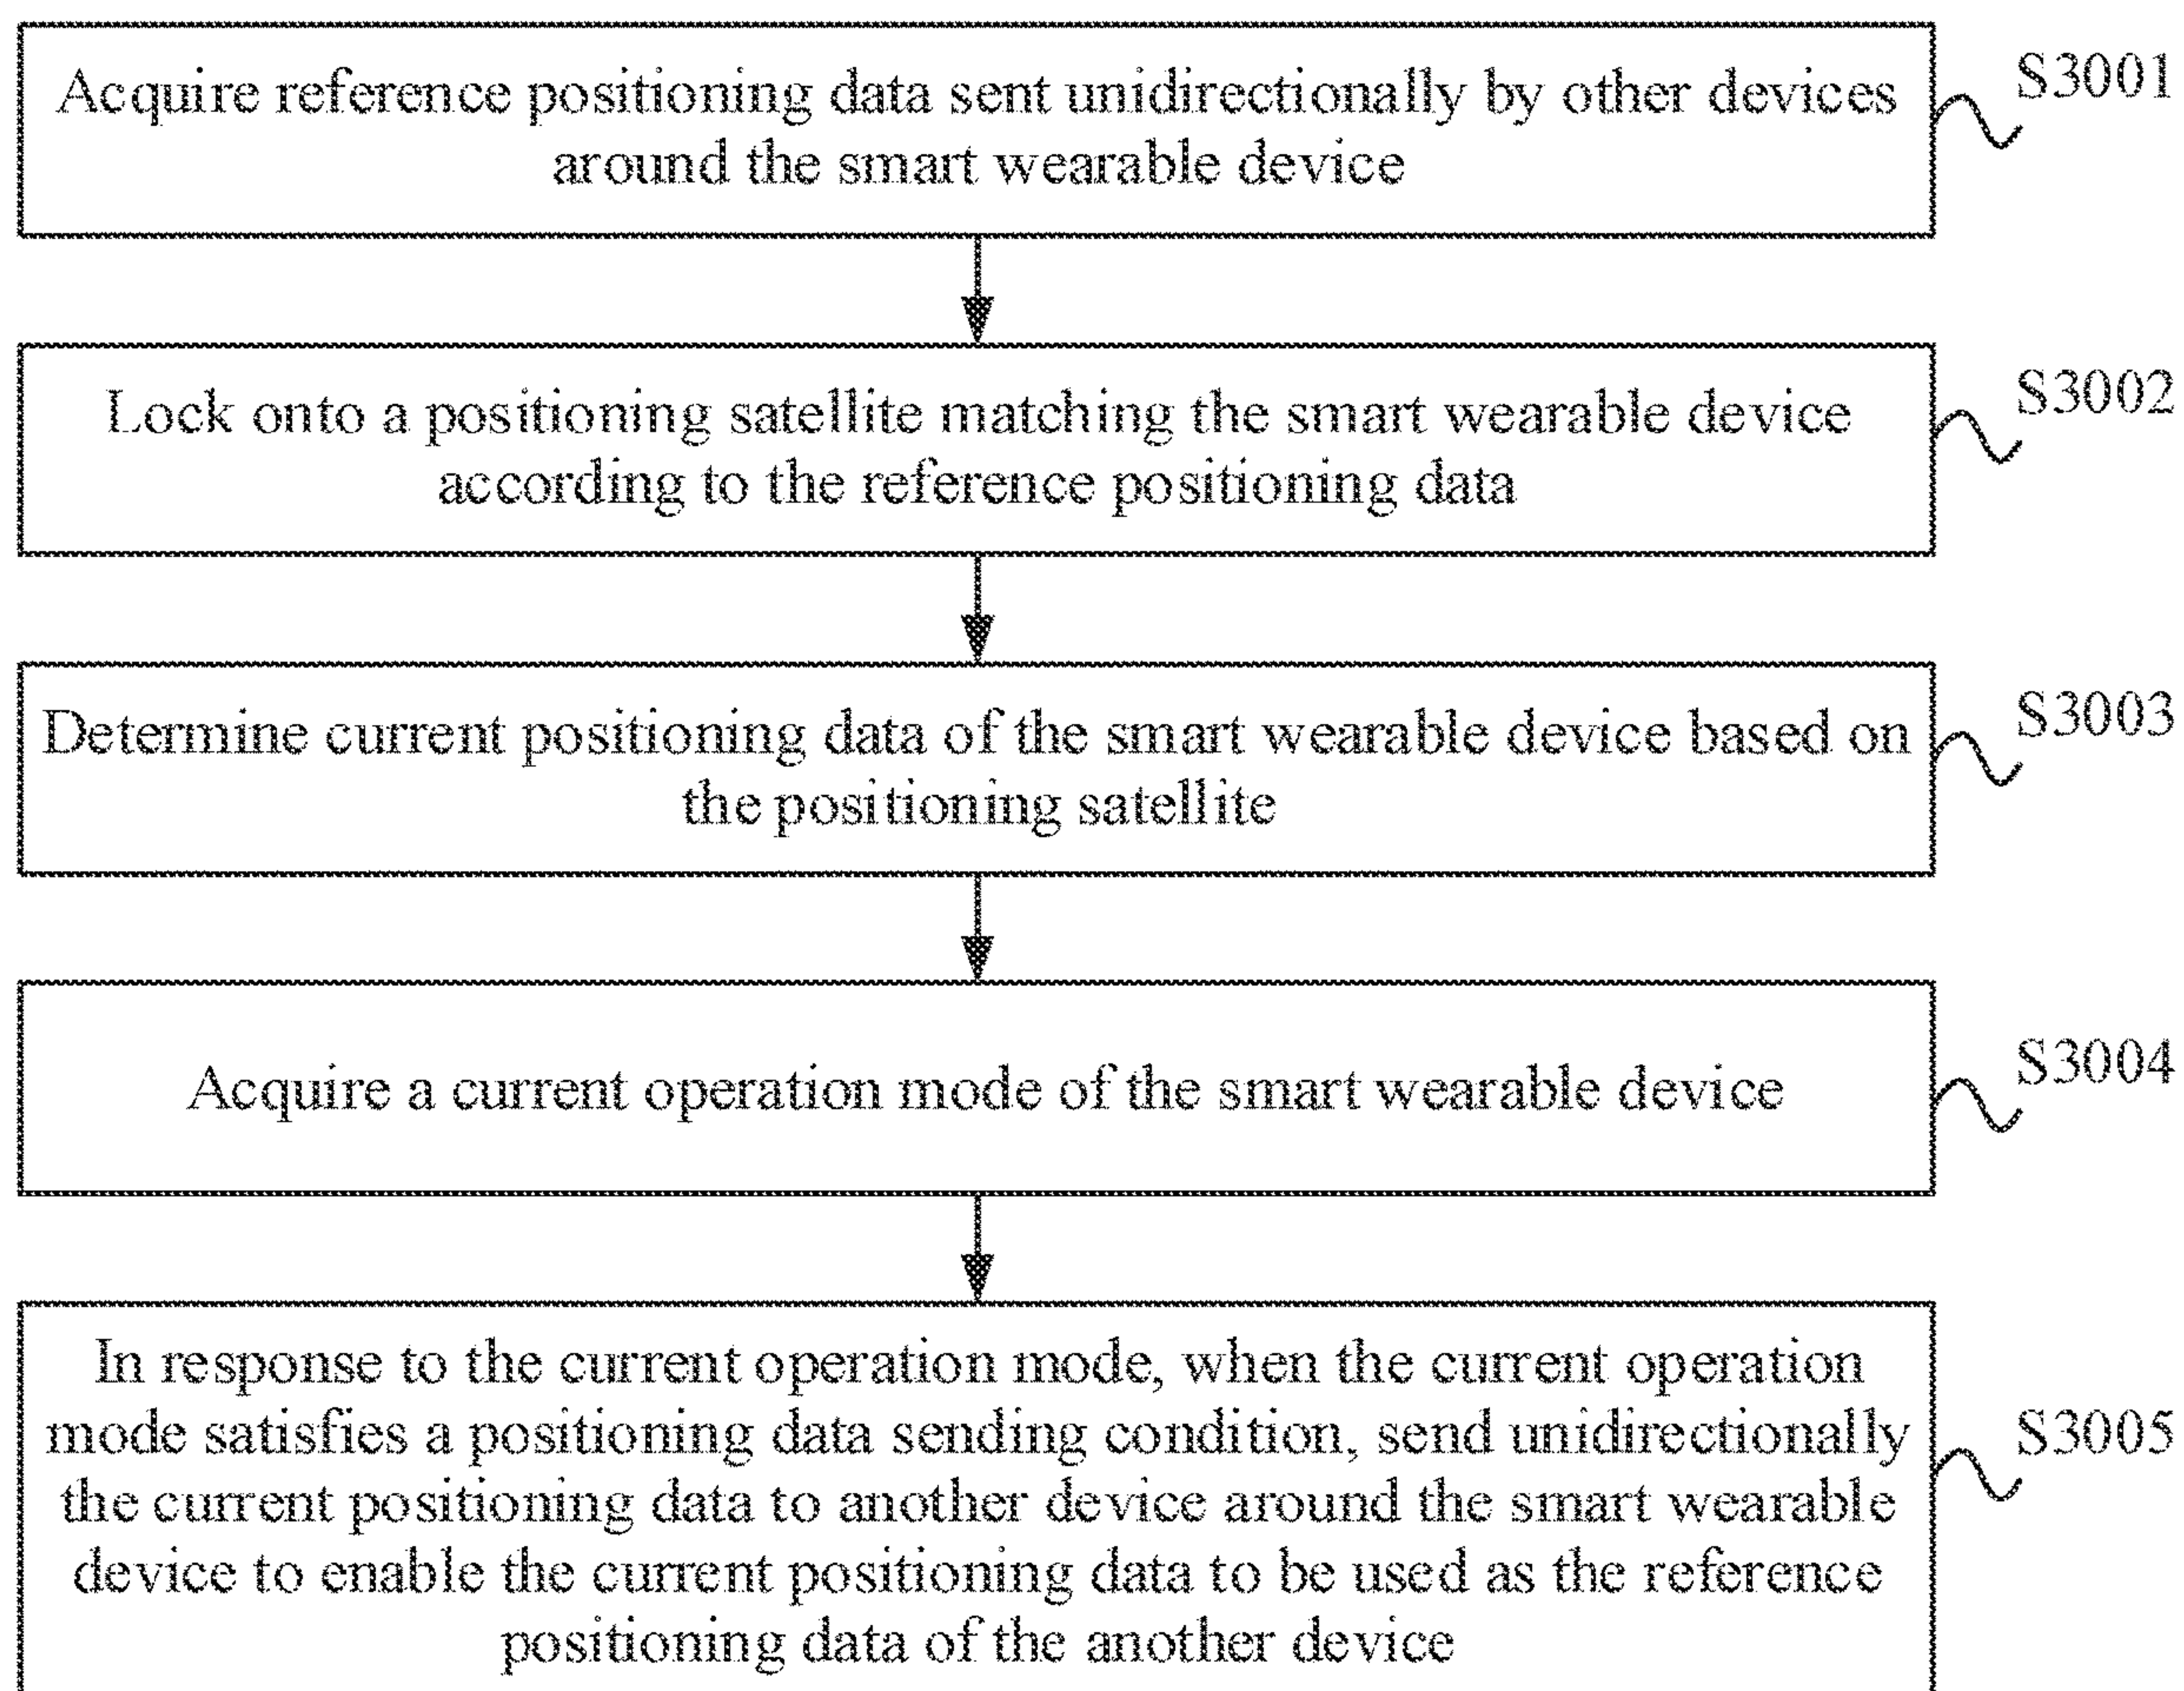 Acquire reference positioning data sent unidirectionally by other devices
around the smart wearable device
S3001
Lock onto a positioning satellite matching the smart wearable device
according to the reference positioning data
S3002
Determine current positioning data of the smart wearable device based on
the positioning satellite
S3003
Acquire a current operation mode of the smart wearable device
S3004
In response to the current operation mode, when the current operation
mode satisfies a positioning data sending condition, send unidirectionally
the current positioning data to another device around the smart wearable
device to enable the current positioning data to be used as the reference
positioning data of the another device
S3005